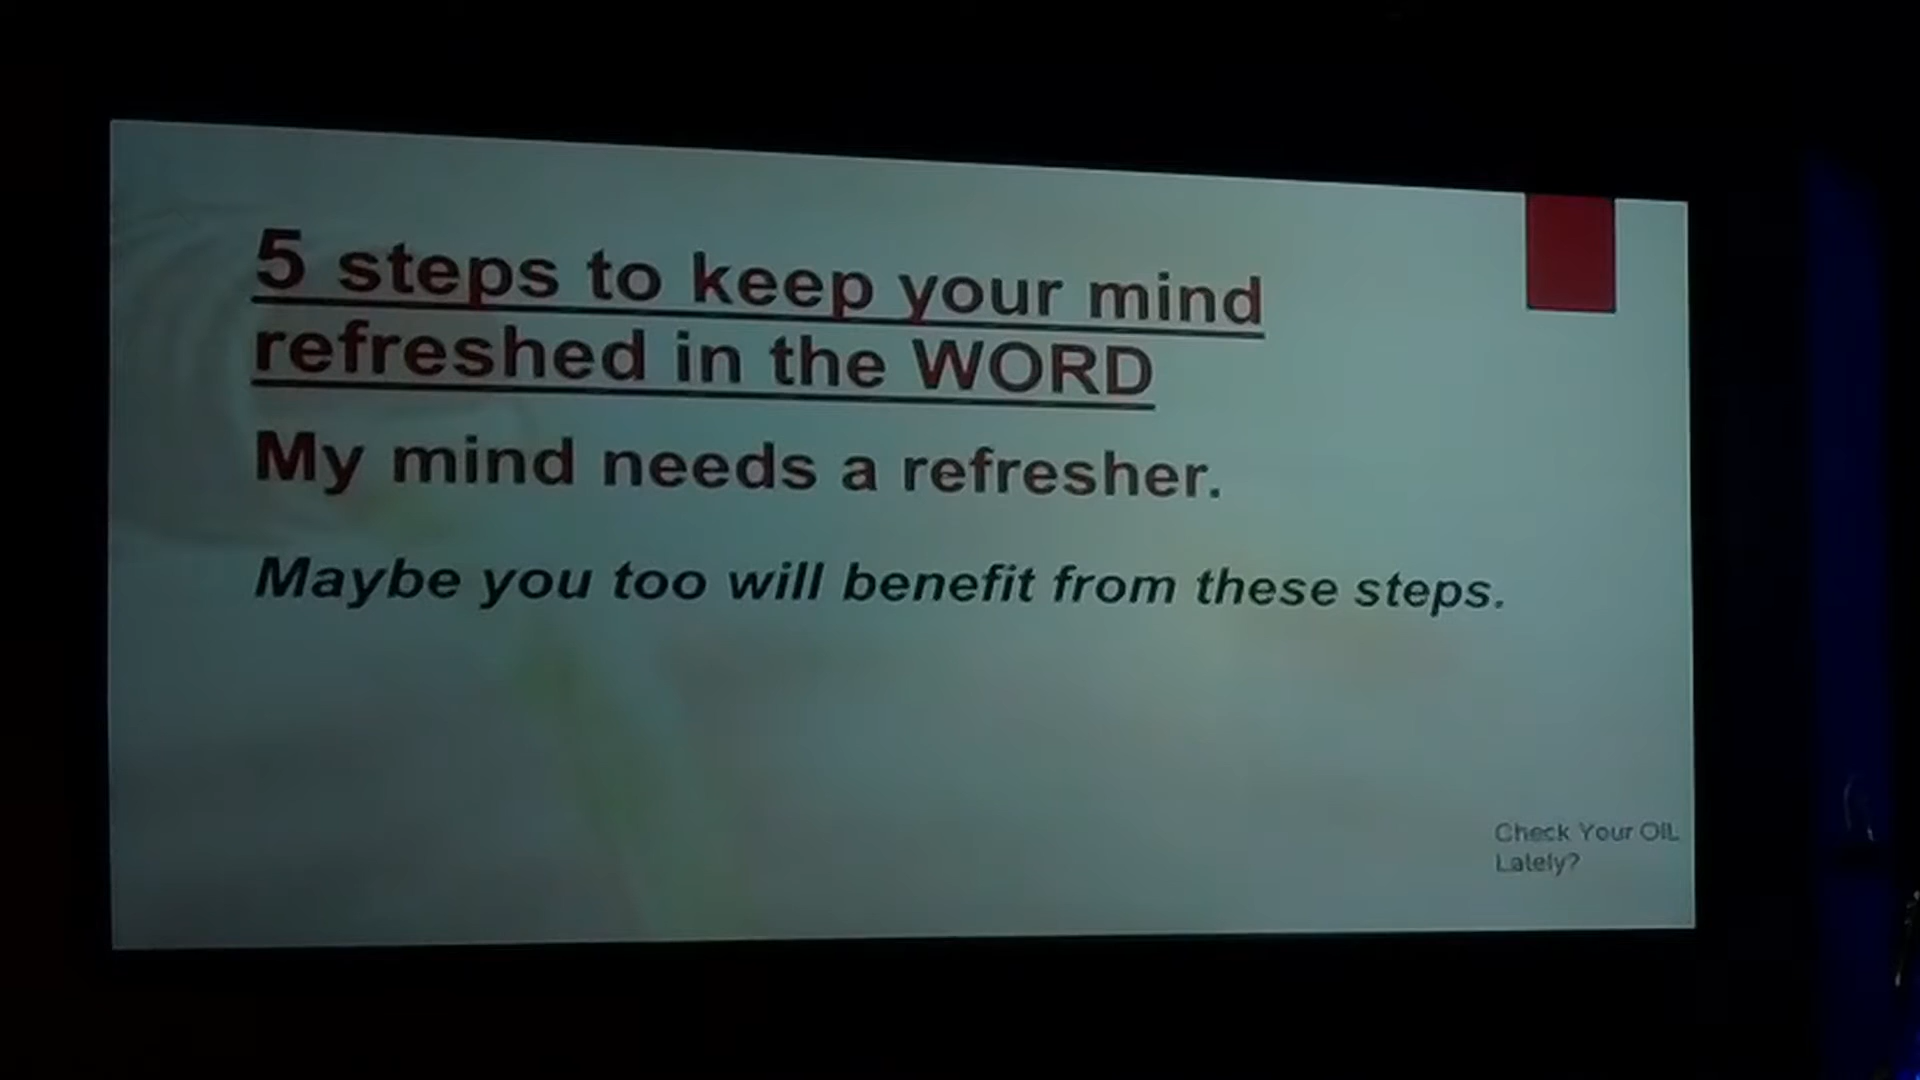 5 steps to keep your mind
refreshed in the WORD
My mind needs a refresher.
Maybe you too will benefit from these steps.
Check Your OIL
Lately?